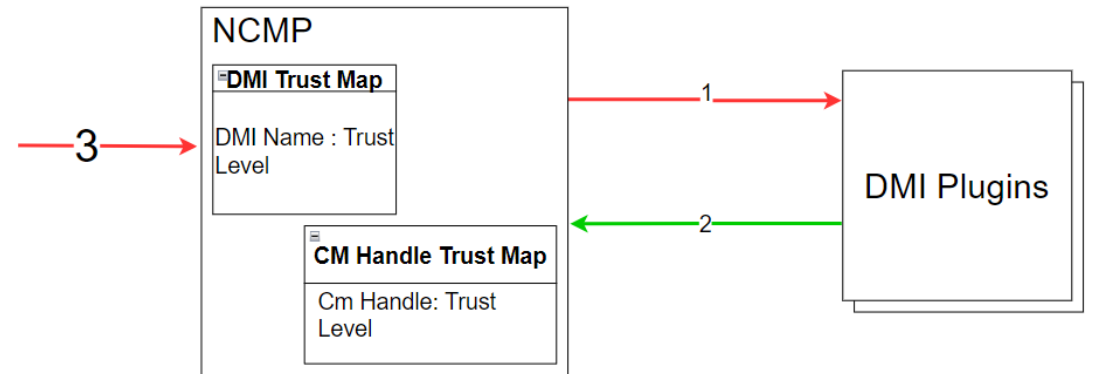 NCMP
DMI Trust Map
DMI Name : Trust
Level
3
1
DMI Plugins
2
CM Handle Trust Map
Cm Handle: Trust
Level